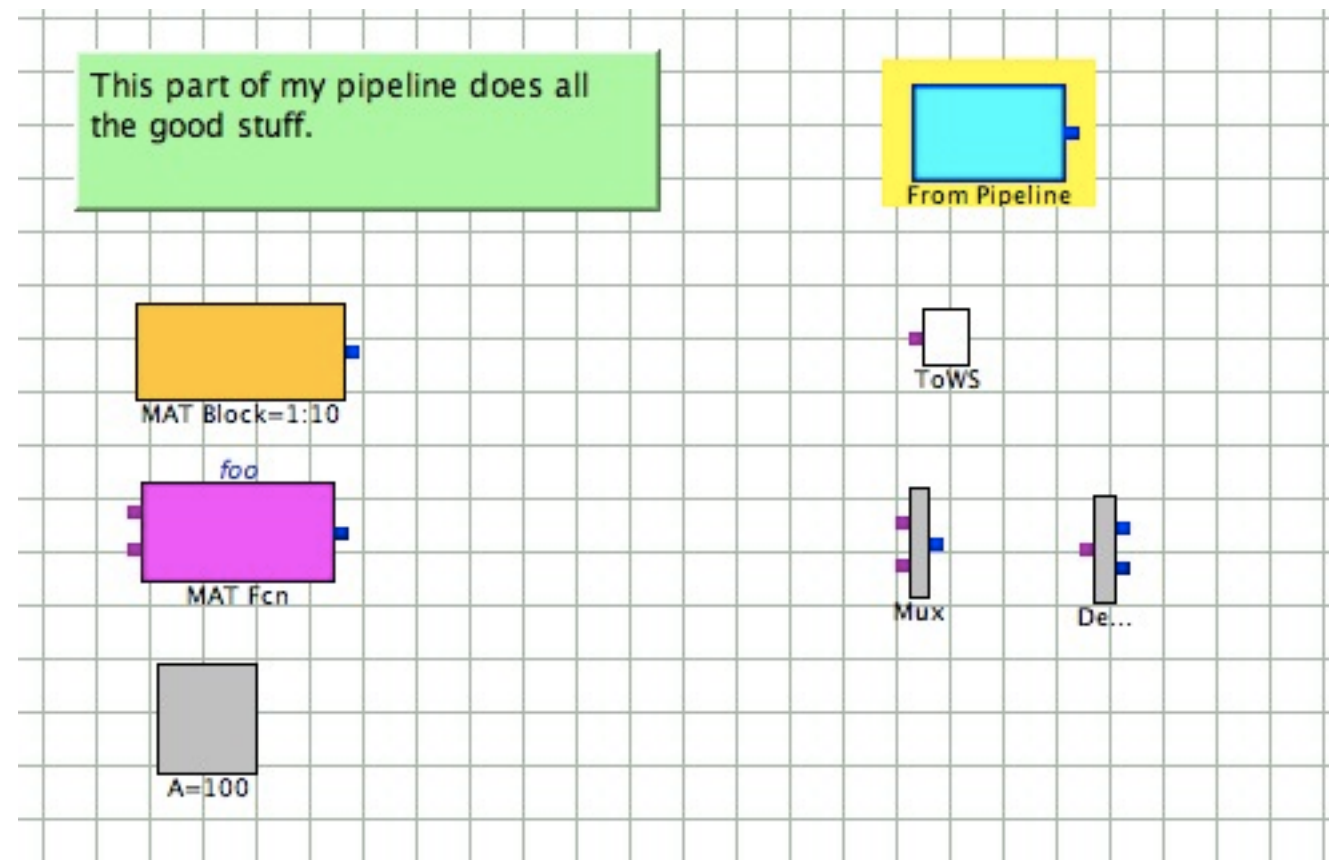 This part of my pipeline does all
the good stuff.
From Pipeline
MAT Block=1:10
ToWS
foo
MAT Fcn
Mux
De...
A=100